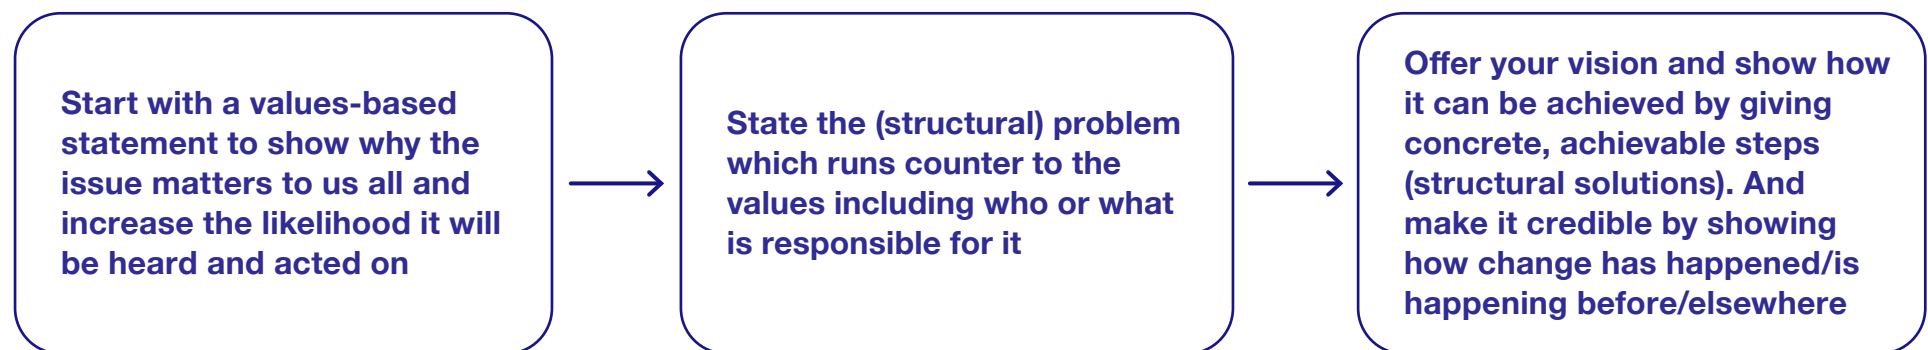 Start with a values-based
statement to show why the
issue matters to us all and
increase the likelihood it will
be heard and acted on
State the (structural) problem
which runs counter to the
values including who or what
is responsible for it
Offer your vision and show how
it can be achieved by giving
concrete, achievable steps
(structural solutions). And
make it credible by showing
how change has happened/is
happening before/elsewhere